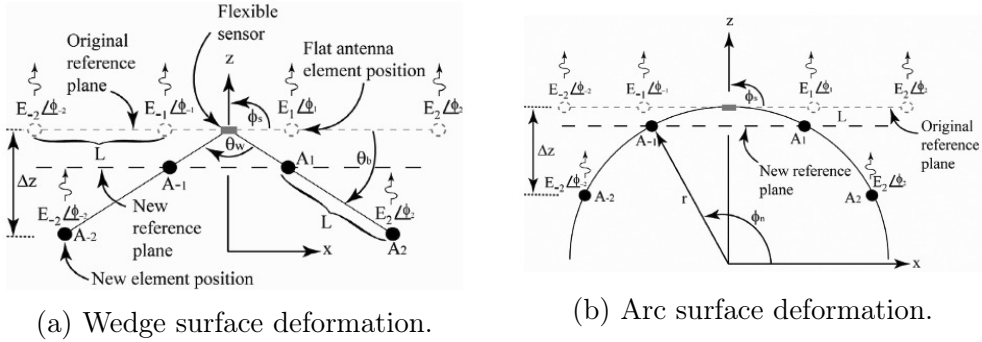 Flexible
sensor
Original
reference
plane
z
Flat antenna
element position
E₋₂∠ϕ₋₂
E₋₁∠ϕ₋₁
ϕₛ
E₁∠ϕ₁
E₂∠ϕ₂
θw
L
A₁
θb
Δz
A₋₁
E₋₂∠ϕ₋₂
New
reference
plane
L
E₂∠ϕ₂
A₋₂
x
A₂
New element position
(a) Wedge surface deformation.
z
E₋₂∠ϕ₋₂
E₋₁∠ϕ₋₁
ϕₛ
E₁∠ϕ₁
E₂∠ϕ₂
L
A₋₁
A₁
Original
reference
plane
Δz
New reference
plane
E₋₂∠ϕ₋₂
E₂∠ϕ₂
A₋₂
r
A₂
ϕₙ
x
(b) Arc surface deformation.